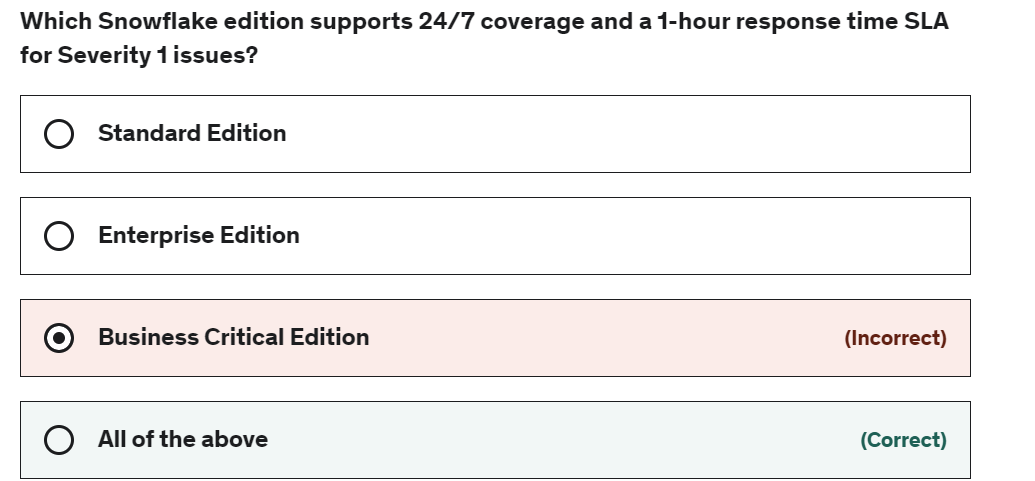 Which Snowflake edition supports 24/7 coverage and a 1-hour response time SLA
for Severity 1 issues?
Standard Edition
Enterprise Edition
Business Critical Edition (Incorrect)
All of the above (Correct)